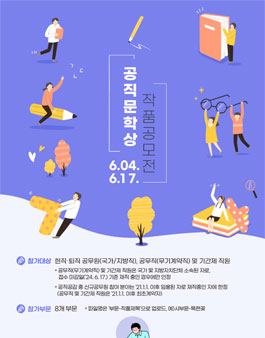 공직문학상
작품공모전
6.04.
6.17.
참가대상 현직·퇴직 공무원(국가/지방직), 공무직(무기계약직) 및 기간제 직원
• 공무직(무기계약직) 및 기간제 직원은 국가 및 지방자치단체 소속된 자로,
접수 마감일('24. 6. 17.) 기준 재직 중인 경우에만 인정
• 공직공감 중 신규공무원 참여 분야는 '21.1.1. 이후 임용된 자로 재직중인 자에 한정
(공무직 및 기간제 직원은 '21.1.1. 이후 최초계약자)
참가부문 8개 부문